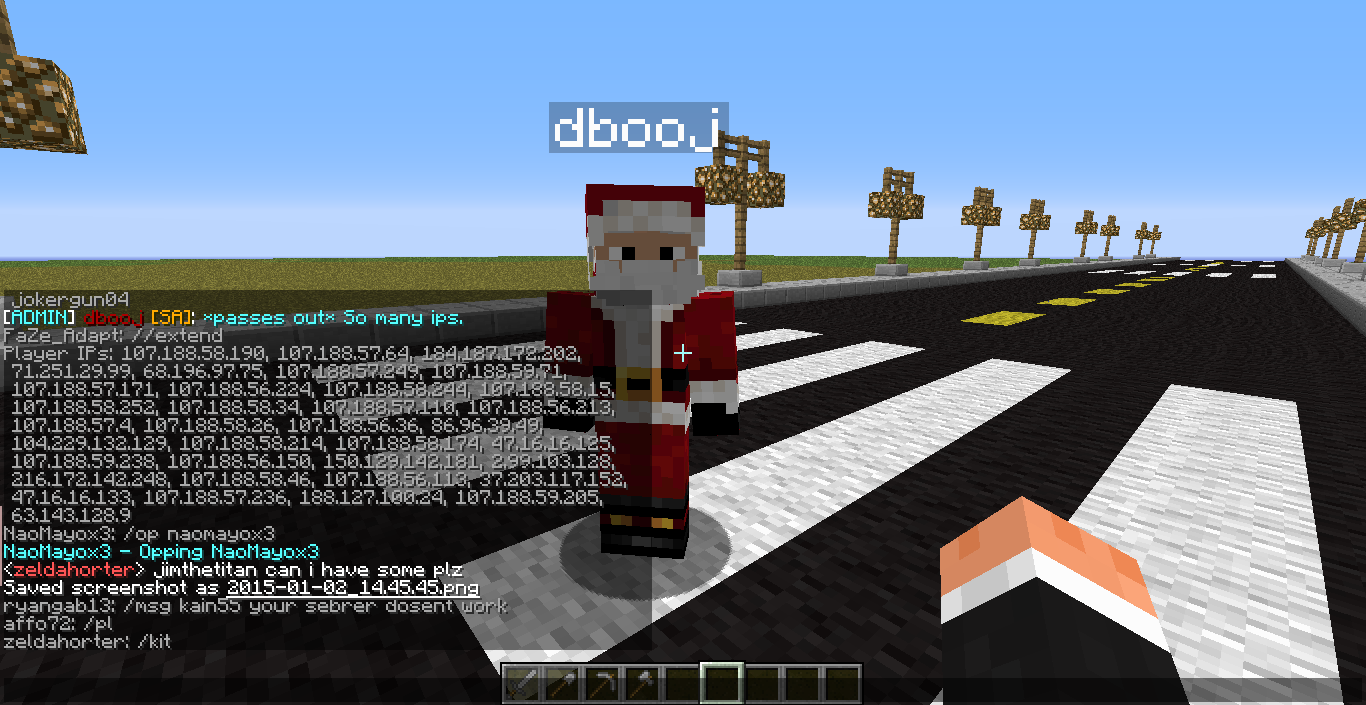 dbooj
jokergun04
[ADMIN] dbooj [SA]: *passes out* So many ips.
FaZe_Adapt: //extend
Player IPs: 107.188.58.190, 107.188.57.64, 184.187.172.202,
71.251.29.99, 68.196.97.75, 107.188.57.249, 107.188.59.71,
107.188.57.171, 107.188.56.224, 107.188.56.244, 107.188.58.15,
107.188.58.252, 107.188.58.34, 107.188.57.110, 107.188.56.213,
107.188.57.4, 107.188.58.26, 107.188.56.36, 86.96.39.49,
104.229.132.129, 107.188.58.214, 107.188.58.174, 47.16.16.125,
107.188.59.238, 107.188.56.150, 150.129.142.181, 2.99.103.128,
216.172.142.248, 107.188.58.46, 37.203.117.152,
47.16.16.133, 107.188.57.236, 188.127.100.24, 107.188.59.205,
63.143.128.9
NaoMayox3: /op naomayox3
NaoMayox3 - Opping NaoMayox3
<zeldahorter> jimthetitan can i have some plz
Saved screenshot as 2015-01-02_14.45.45.png
ryangab13: /msg kain55 your sebrer dosent work
affo72: /pl
zeldahorter: /kit